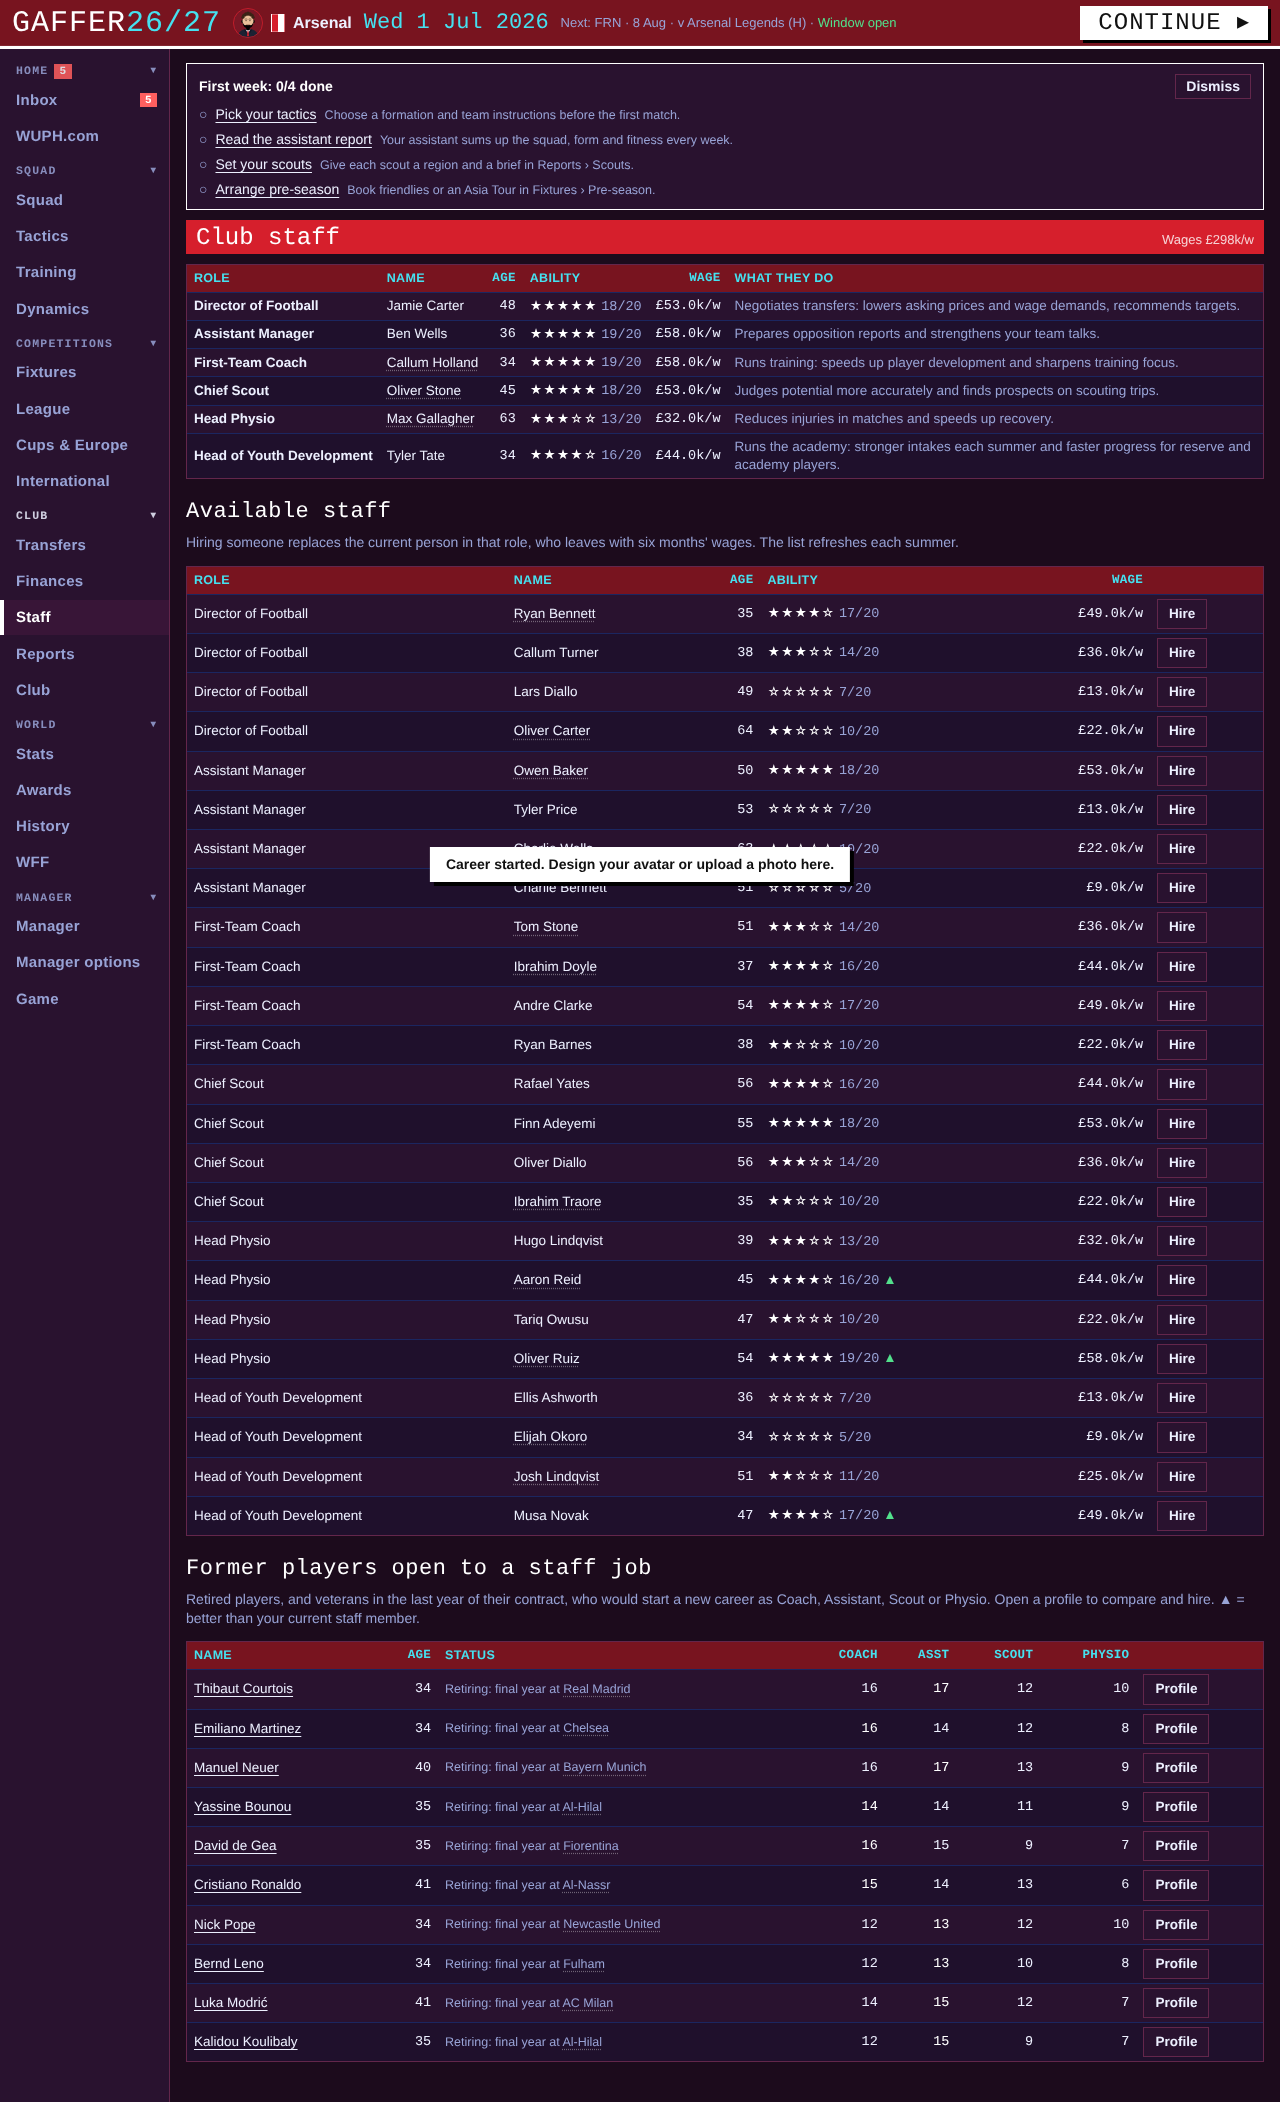 GAFFER26/27 Arsenal Wed 1 Jul 2026 Next: FRN · 8 Aug · v Arsenal Legends (H) · Window open CONTINUE ▶
HOME 5 ▼
Inbox 5
WUPH.com
SQUAD ▼
Squad
Tactics
Training
Dynamics
COMPETITIONS ▼
Fixtures
League
Cups & Europe
International
CLUB ▼
Transfers
Finances
Staff
Reports
Club
WORLD ▼
Stats
Awards
History
WFF
MANAGER ▼
Manager
Manager options
Game
First week: 0/4 done Dismiss
○ Pick your tactics Choose a formation and team instructions before the first match.
○ Read the assistant report Your assistant sums up the squad, form and fitness every week.
○ Set your scouts Give each scout a region and a brief in Reports › Scouts.
○ Arrange pre-season Book friendlies or an Asia Tour in Fixtures › Pre-season.
Club staff Wages £298k/w
ROLE NAME AGE ABILITY WAGE WHAT THEY DO
Director of Football Jamie Carter 48 ★★★★★ 18/20 £53.0k/w Negotiates transfers: lowers asking prices and wage demands, recommends targets.
Assistant Manager Ben Wells 36 ★★★★★ 19/20 £58.0k/w Prepares opposition reports and strengthens your team talks.
First-Team Coach Callum Holland 34 ★★★★★ 19/20 £58.0k/w Runs training: speeds up player development and sharpens training focus.
Chief Scout Oliver Stone 45 ★★★★★ 18/20 £53.0k/w Judges potential more accurately and finds prospects on scouting trips.
Head Physio Max Gallagher 63 ★★★☆☆ 13/20 £32.0k/w Reduces injuries in matches and speeds up recovery.
Head of Youth Development Tyler Tate 34 ★★★★☆ 16/20 £44.0k/w Runs the academy: stronger intakes each summer and faster progress for reserve and
academy players.
Available staff
Hiring someone replaces the current person in that role, who leaves with six months' wages. The list refreshes each summer.
ROLE NAME AGE ABILITY WAGE
Director of Football Ryan Bennett 35 ★★★★☆ 17/20 £49.0k/w Hire
Director of Football Callum Turner 38 ★★★☆☆ 14/20 £36.0k/w Hire
Director of Football Lars Diallo 49 ☆☆☆☆☆ 7/20 £13.0k/w Hire
Director of Football Oliver Carter 64 ★★☆☆☆ 10/20 £22.0k/w Hire
Assistant Manager Owen Baker 50 ★★★★★ 18/20 £53.0k/w Hire
Assistant Manager Tyler Price 53 ☆☆☆☆☆ 7/20 £13.0k/w Hire
Assistant Manager /20 £22.0k/w Hire
Career started. Design your avatar or upload a photo here.
Assistant Manager Charlie Bennett 51 ☆☆☆☆☆ 5/20 £9.0k/w Hire
First-Team Coach Tom Stone 51 ★★★☆☆ 14/20 £36.0k/w Hire
First-Team Coach Ibrahim Doyle 37 ★★★★☆ 16/20 £44.0k/w Hire
First-Team Coach Andre Clarke 54 ★★★★☆ 17/20 £49.0k/w Hire
First-Team Coach Ryan Barnes 38 ★★☆☆☆ 10/20 £22.0k/w Hire
Chief Scout Rafael Yates 56 ★★★★☆ 16/20 £44.0k/w Hire
Chief Scout Finn Adeyemi 55 ★★★★★ 18/20 £53.0k/w Hire
Chief Scout Oliver Diallo 56 ★★★☆☆ 14/20 £36.0k/w Hire
Chief Scout Ibrahim Traore 35 ★★☆☆☆ 10/20 £22.0k/w Hire
Head Physio Hugo Lindqvist 39 ★★★☆☆ 13/20 £32.0k/w Hire
Head Physio Aaron Reid 45 ★★★★☆ 16/20 ▲ £44.0k/w Hire
Head Physio Tariq Owusu 47 ★★☆☆☆ 10/20 £22.0k/w Hire
Head Physio Oliver Ruiz 54 ★★★★★ 19/20 ▲ £58.0k/w Hire
Head of Youth Development Ellis Ashworth 36 ☆☆☆☆☆ 7/20 £13.0k/w Hire
Head of Youth Development Elijah Okoro 34 ☆☆☆☆☆ 5/20 £9.0k/w Hire
Head of Youth Development Josh Lindqvist 51 ★★☆☆☆ 11/20 £25.0k/w Hire
Head of Youth Development Musa Novak 47 ★★★★☆ 17/20 ▲ £49.0k/w Hire
Former players open to a staff job
Retired players, and veterans in the last year of their contract, who would start a new career as Coach, Assistant, Scout or Physio. Open a profile to compare and hire. ▲ =
better than your current staff member.
NAME AGE STATUS COACH ASST SCOUT PHYSIO
Thibaut Courtois 34 Retiring: final year at Real Madrid 16 17 12 10 Profile
Emiliano Martinez 34 Retiring: final year at Chelsea 16 14 12 8 Profile
Manuel Neuer 40 Retiring: final year at Bayern Munich 16 17 13 9 Profile
Yassine Bounou 35 Retiring: final year at Al-Hilal 14 14 11 9 Profile
David de Gea 35 Retiring: final year at Fiorentina 16 15 9 7 Profile
Cristiano Ronaldo 41 Retiring: final year at Al-Nassr 15 14 13 6 Profile
Nick Pope 34 Retiring: final year at Newcastle United 12 13 12 10 Profile
Bernd Leno 34 Retiring: final year at Fulham 12 13 10 8 Profile
Luka Modrić 41 Retiring: final year at AC Milan 14 15 12 7 Profile
Kalidou Koulibaly 35 Retiring: final year at Al-Hilal 12 15 9 7 Profile